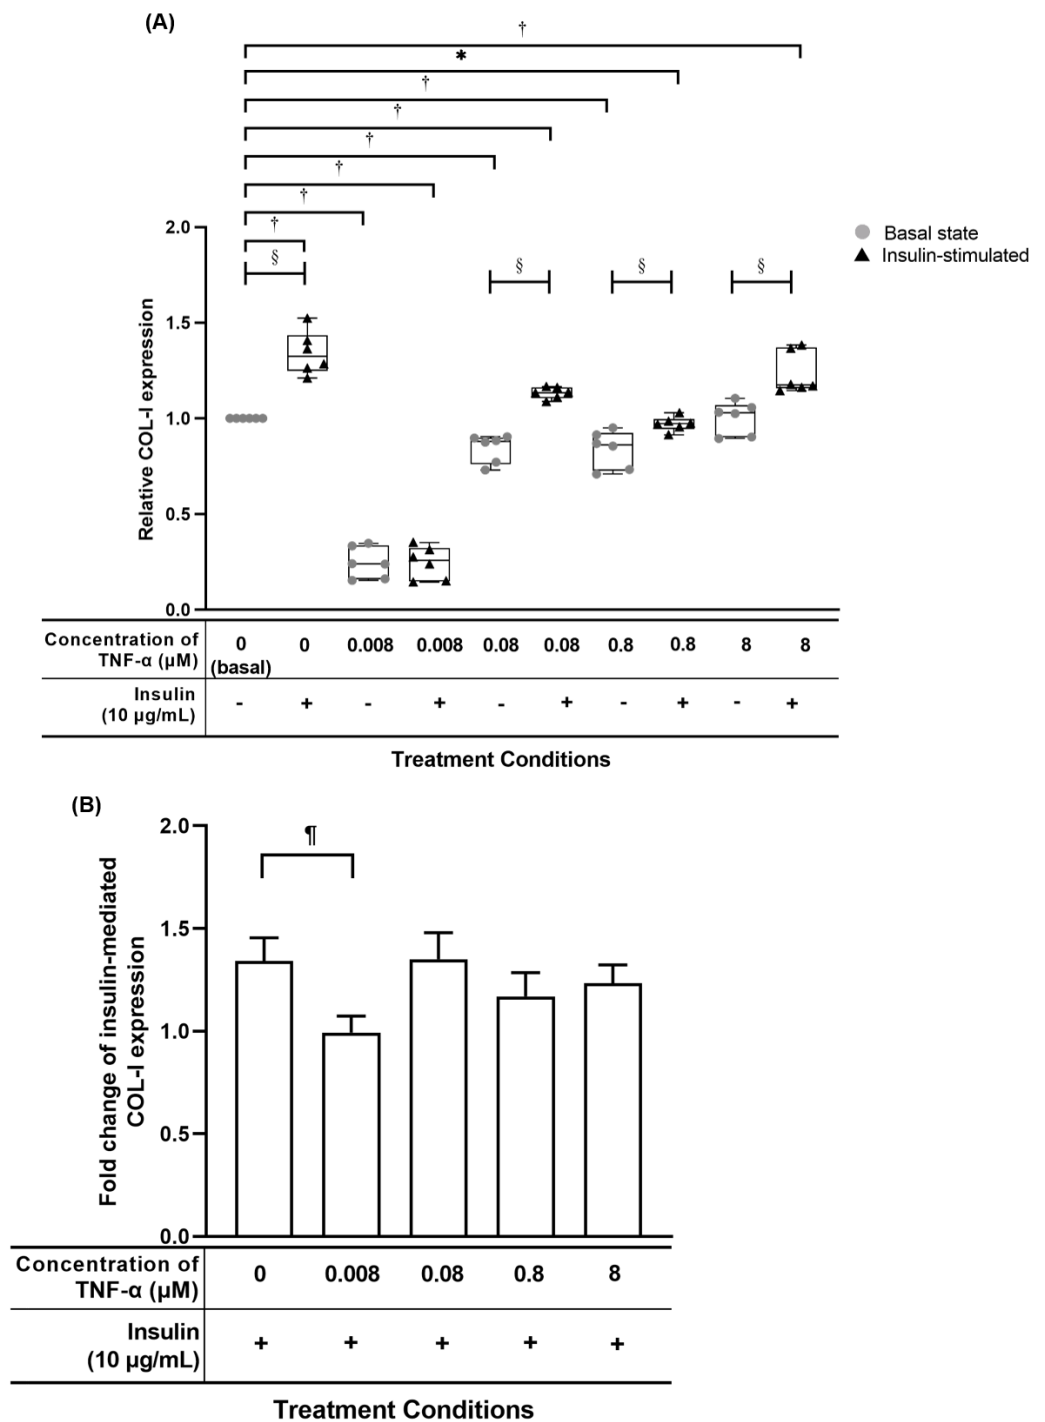 (A)
†
*
†
†
†
†
†
†
§
§
§
§
2.0
1.5
1.0
0.5
0.0
Relative COL-I expression
Basal state
Insulin-stimulated
Concentration of
TNF-α (µM)
0 0 0.008 0.008 0.08 0.08 0.8 0.8 8 8
(basal)
Insulin
(10 µg/mL)
- + - + - + - + - +
Treatment Conditions
(B)
¶
2.0
1.5
1.0
0.5
0.0
Fold change of insulin-mediated
COL-I expression
Concentration of
TNF-α (µM)
0 0.008 0.08 0.8 8
Insulin
(10 µg/mL)
+ + + + +
Treatment Conditions